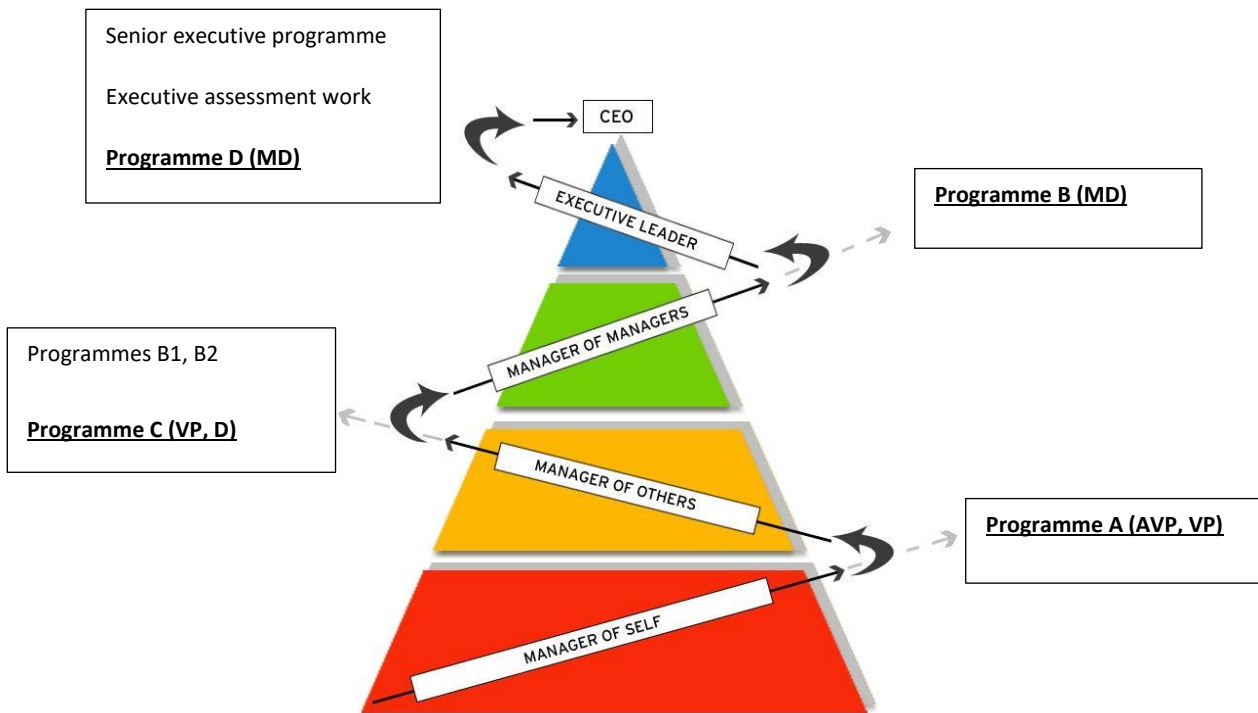 Senior executive programme
Executive assessment work
Programme D (MD)
CEO
EXECUTIVE LEADER
Programme B (MD)
MANAGER OF MANAGERS
Programmes B1, B2
Programme C (VP, D)
MANAGER OF OTHERS
Programme A (AVP, VP)
MANAGER OF SELF